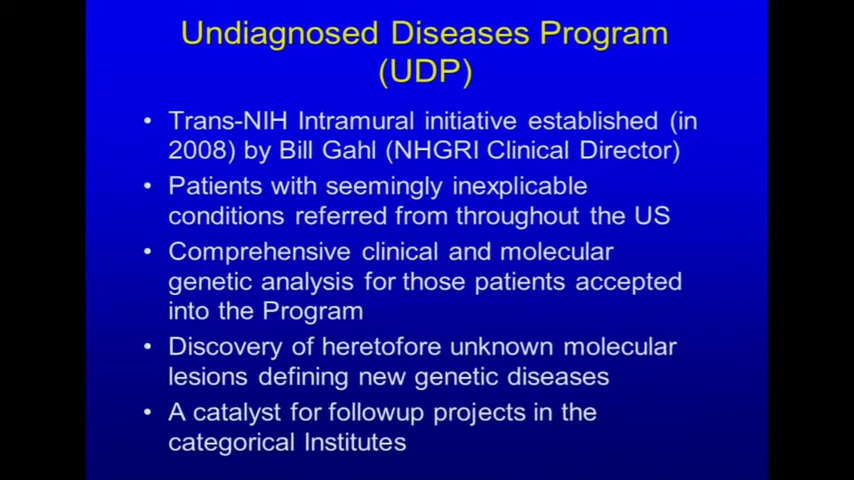 Undiagnosed Diseases Program
(UDP)
• Trans-NIH Intramural initiative established (in
2008) by Bill Gahl (NHGRI Clinical Director)
• Patients with seemingly inexplicable
conditions referred from throughout the US
• Comprehensive clinical and molecular
genetic analysis for those patients accepted
into the Program
• Discovery of heretofore unknown molecular
lesions defining new genetic diseases
• A catalyst for followup projects in the
categorical Institutes